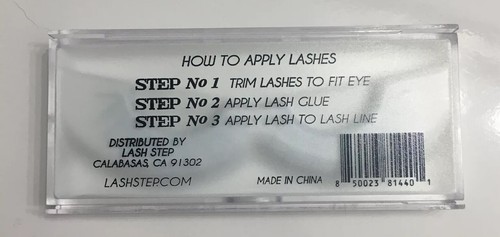 HOW TO APPLY LASHES
STEP No 1 TRIM LASHES TO FIT EYE
STEP No 2 APPLY LASH GLUE
STEP No 3 APPLY LASH TO LASH LINE
DISTRIBUTED BY
LASH STEP
CALABASAS, CA 91302
LASHSTEP.COM
MADE IN CHINA
8 50023 81440 1